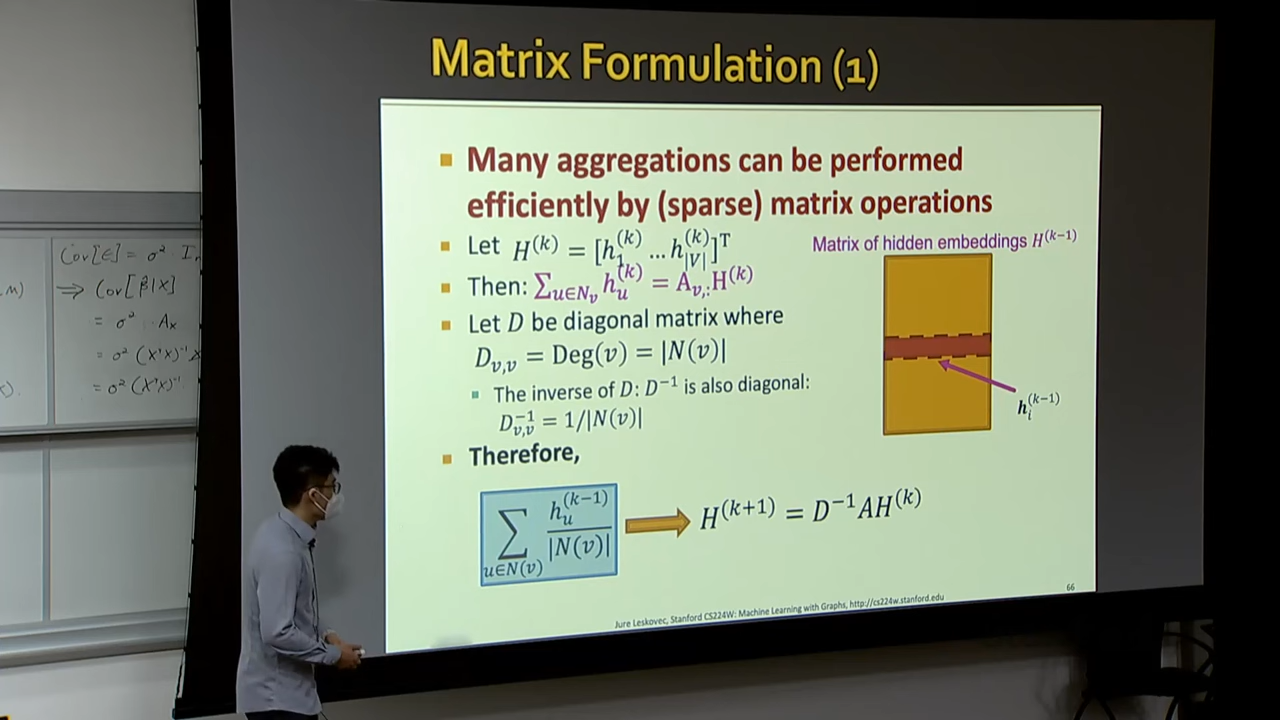 Matrix Formulation (1)
Many aggregations can be performed
efficiently by (sparse) matrix operations
Let H^(k) = [h_1^(k) … h_|V|^(k)]^T
Then: ∑_{u∈N_v} h_u^(k) = A_{v,:}H^(k)
Let D be diagonal matrix where
D_{v,v} = Deg(v) = |N(v)|
The inverse of D: D^−1 is also diagonal:
D_{v,v}^−1 = 1/|N(v)|
Therefore,
∑_{u∈N(v)} h_u^(k−1) / |N(v)|
H^(k+1) = D^−1AH^(k)
Matrix of hidden embeddings H^(k−1)
h_i^(k−1)
66
Jure Leskovec, Stanford CS224W: Machine Learning with Graphs, http://cs224w.stanford.edu
Cov[ε] = σ² I
⇒ Cov[β̂|X]
= σ² · A_x
= σ² (X'X)^−1
= σ² (X'X)^−1